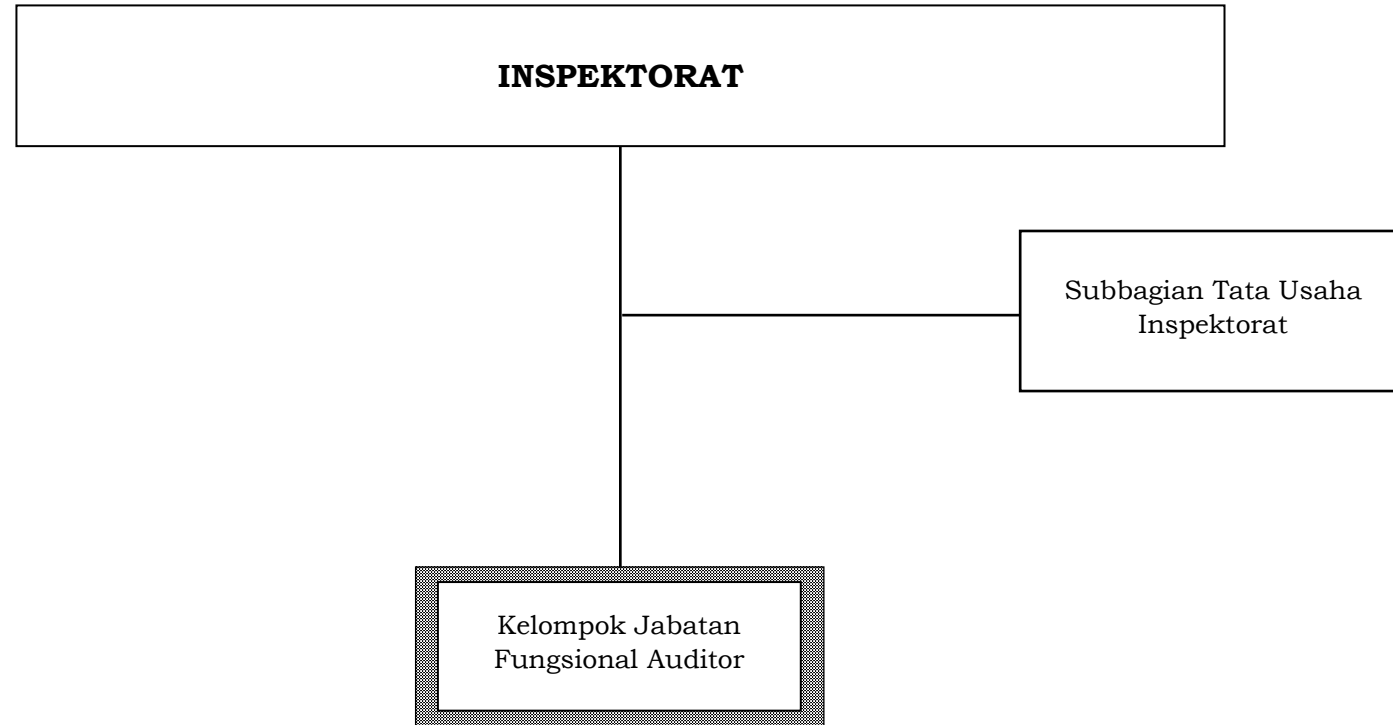 INSPEKTORAT
Subbagian Tata Usaha
Inspektorat
Kelompok Jabatan
Fungsional Auditor